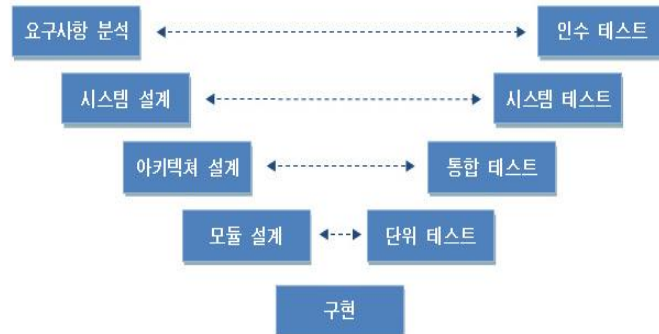 요구사항 분석
인수 테스트
시스템 설계
시스템 테스트
아키텍쳐 설계
통합 테스트
모듈 설계
단위 테스트
구현